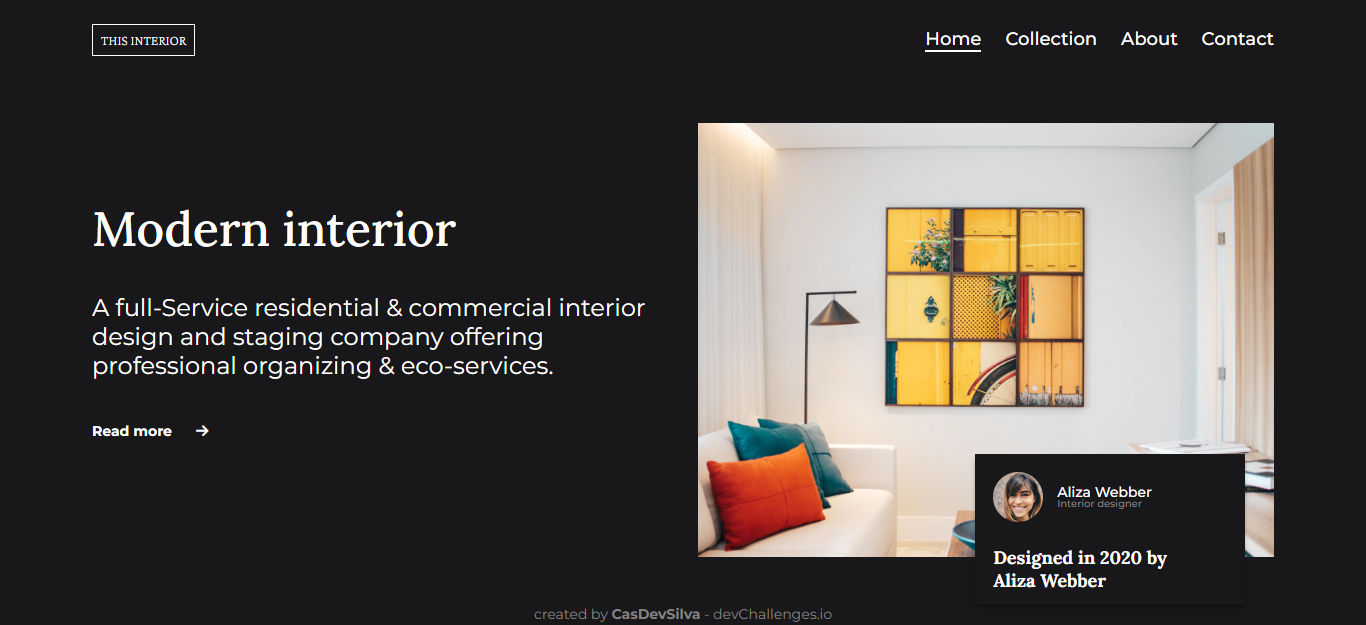 THIS INTERIOR
Home Collection About Contact
Modern interior
A full-Service residential & commercial interior
design and staging company offering
professional organizing & eco-services.
Read more
Aliza Webber
Interior designer
Designed in 2020 by
Aliza Webber
created by CasDevSilva - devChallenges.io